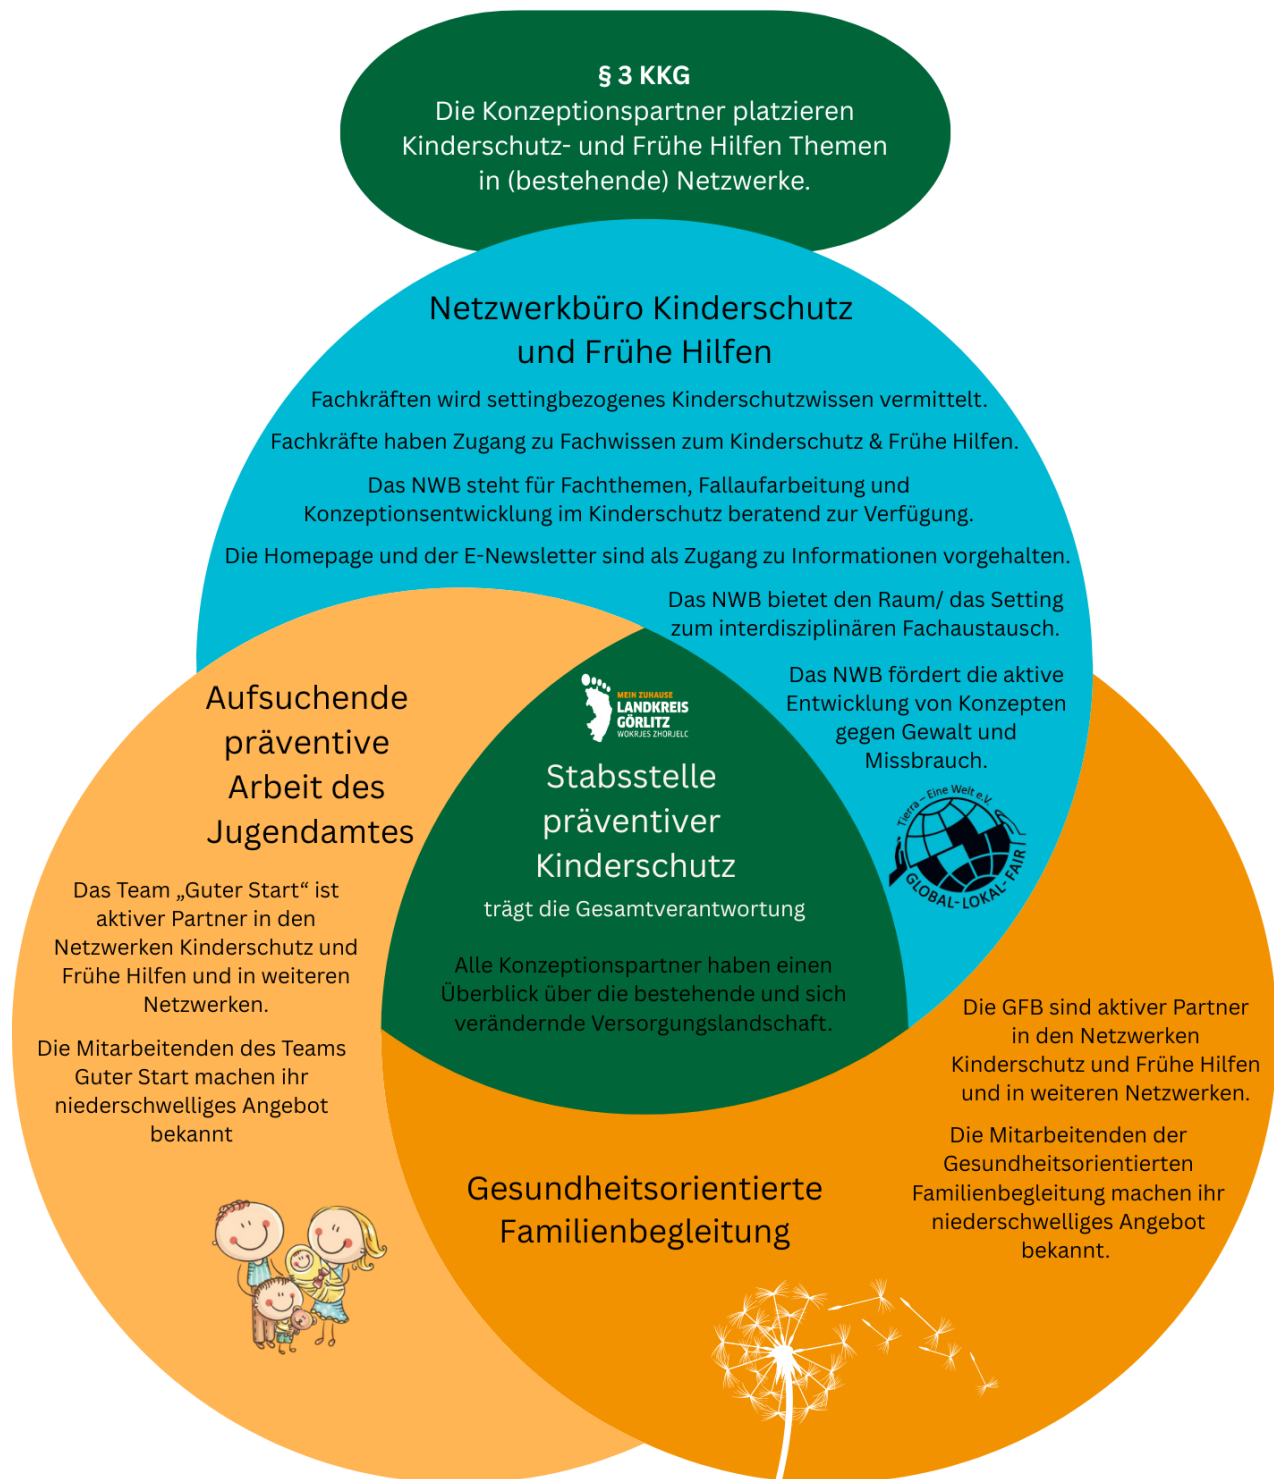 § 3 KKG
Die Konzeptionspartner platzieren
Kinderschutz- und Frühe Hilfen Themen
in (bestehende) Netzwerke.
Netzwerkbüro Kinderschutz
und Frühe Hilfen
Fachkräften wird settingbezogenes Kinderschutzwissen vermittelt.
Fachkräfte haben Zugang zu Fachwissen zum Kinderschutz & Frühe Hilfen.
Das NWB steht für Fachthemen, Fallaufarbeitung und
Konzeptionsentwicklung im Kinderschutz beratend zur Verfügung.
Die Homepage und der E-Newsletter sind als Zugang zu Informationen vorgehalten.
Das NWB bietet den Raum/ das Setting
zum interdisziplinären Fachaustausch.
Das NWB fördert die aktive
Entwicklung von Konzepten
gegen Gewalt und
Missbrauch.
Tierra – Eine Welt e.V.
GLOBAL-LOKAL-FAIR
Aufsuchende
präventive
Arbeit des
Jugendamtes
Das Team „Guter Start“ ist
aktiver Partner in den
Netzwerken Kinderschutz und
Frühe Hilfen und in weiteren
Netzwerken.
Die Mitarbeitenden des Teams
Guter Start machen ihr
niederschwelliges Angebot
bekannt
MEIN ZUHAUSE
LANDKREIS
GÖRLITZ
WOKRJES ZHORJELC
Stabsstelle
präventiver
Kinderschutz
trägt die Gesamtverantwortung
Alle Konzeptionspartner haben einen
Überblick über die bestehende und sich
verändernde Versorgungslandschaft.
Die GFB sind aktiver Partner
in den Netzwerken
Kinderschutz und Frühe Hilfen
und in weiteren Netzwerken.
Die Mitarbeitenden der
Gesundheitsorientierten
Familienbegleitung machen ihr
niederschwelliges Angebot
bekannt.
Gesundheitsorientierte
Familienbegleitung